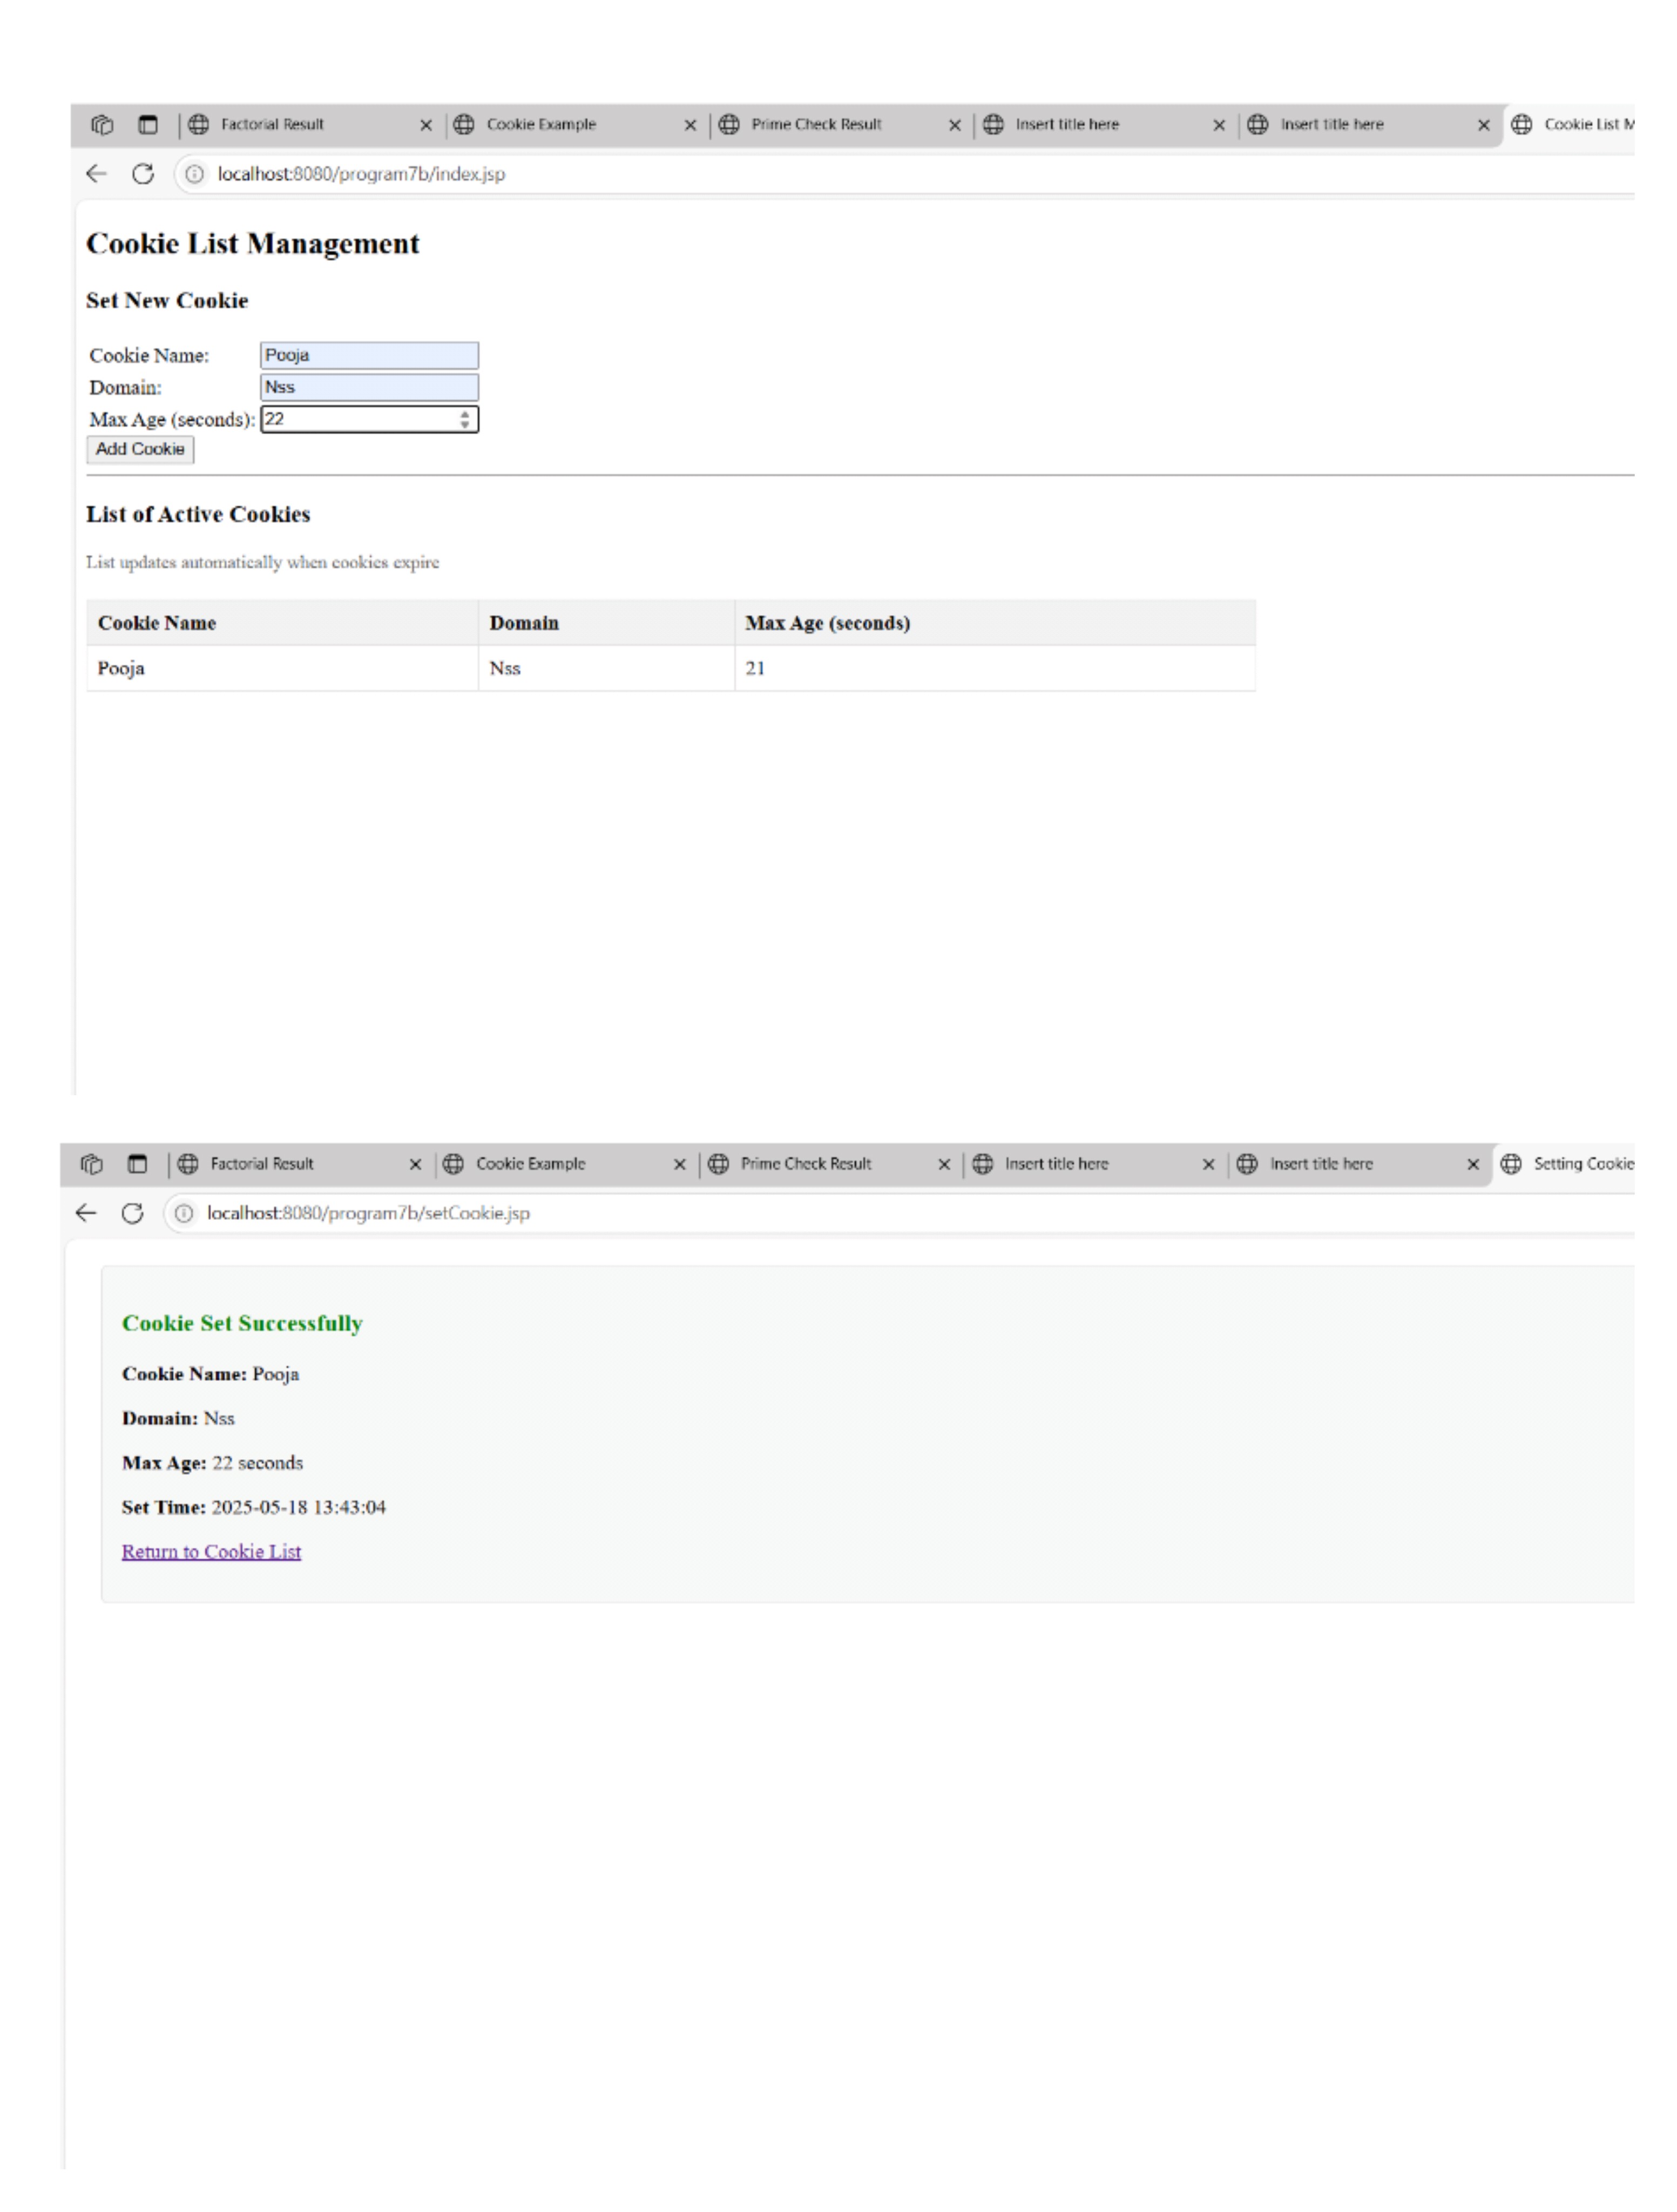 Factorial Result Cookie Example Prime Check Result Insert title here Insert title here Cookie List M
localhost:8080/program7b/index.jsp
Cookie List Management
Set New Cookie
Cookie Name: Pooja
Domain: Nss
Max Age (seconds): 22
Add Cookie
List of Active Cookies
List updates automatically when cookies expire
Cookie Name Domain Max Age (seconds)
Pooja Nss 21
Factorial Result Cookie Example Prime Check Result Insert title here Insert title here Setting Cookie
localhost:8080/program7b/setCookie.jsp
Cookie Set Successfully
Cookie Name: Pooja
Domain: Nss
Max Age: 22 seconds
Set Time: 2025-05-18 13:43:04
Return to Cookie List